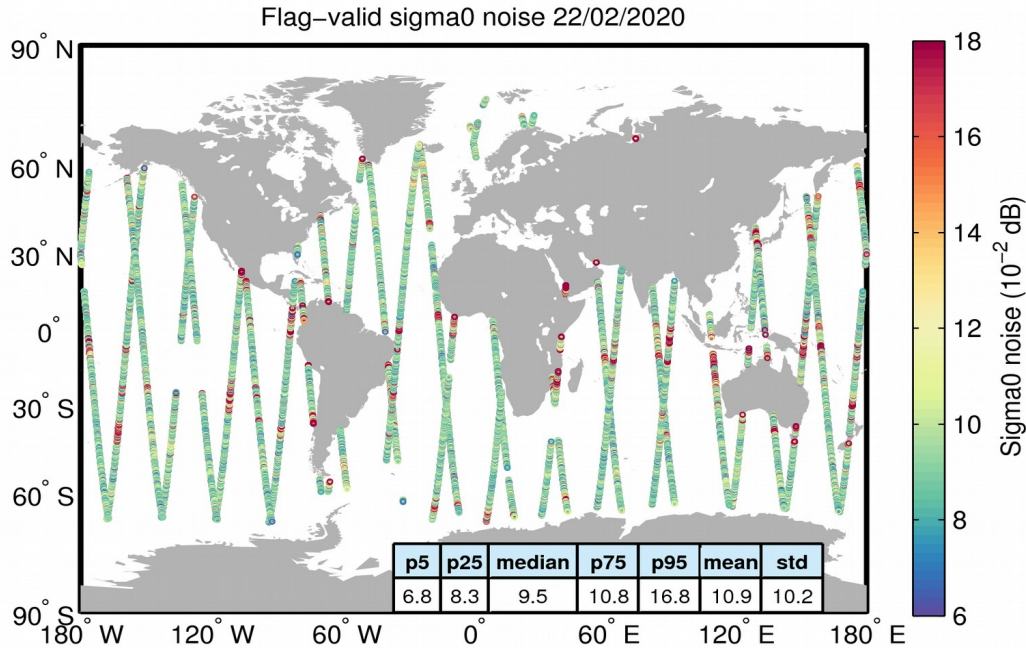 Flag−valid sigma0 noise 22/02/2020
90° N
60° N
30° N
0°
30° S
60° S
90° S
180° W 120° W 60° W 0° 60° E 120° E 180° E
p5 p25 median p75 p95 mean std
6.8 8.3 9.5 10.8 16.8 10.9 10.2
18
16
14
12
10
8
6
Sigma0 noise (10⁻² dB)